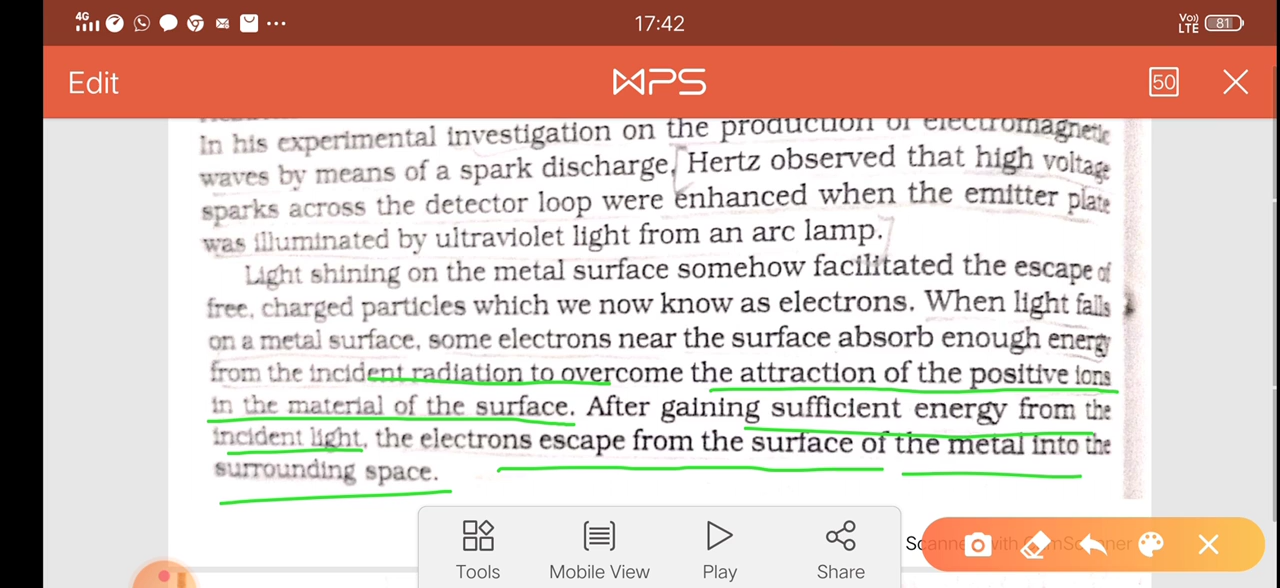 4G 17:42 Vo)) LTE 81
Edit WPS 50
In his experimental investigation on the production of electromagnetic
waves by means of a spark discharge, Hertz observed that high voltage
sparks across the detector loop were enhanced when the emitter plate
was illuminated by ultraviolet light from an arc lamp.
Light shining on the metal surface somehow facilitated the escape of
free, charged particles which we now know as electrons. When light falls
on a metal surface, some electrons near the surface absorb enough energy
from the incident radiation to overcome the attraction of the positive ions
in the material of the surface. After gaining sufficient energy from the
incident light, the electrons escape from the surface of the metal into the
surrounding space.
Scanned with CamScanner
Tools Mobile View Play Share